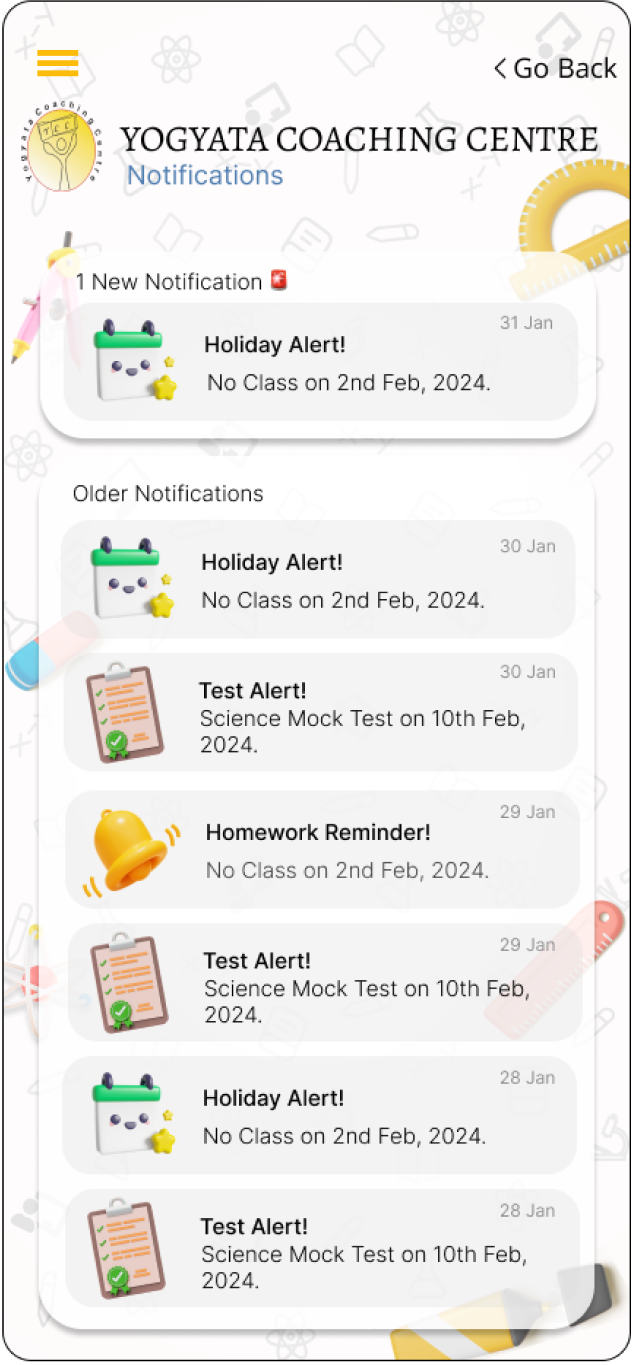 Go Back
Yogyata Coaching Centre
YCC
YOGYATA COACHING CENTRE
Notifications
1 New Notification
31 Jan
Holiday Alert!
No Class on 2nd Feb, 2024.
Older Notifications
30 Jan
Holiday Alert!
No Class on 2nd Feb, 2024.
30 Jan
Test Alert!
Science Mock Test on 10th Feb,
2024.
29 Jan
Homework Reminder!
No Class on 2nd Feb, 2024.
29 Jan
Test Alert!
Science Mock Test on 10th Feb,
2024.
28 Jan
Holiday Alert!
No Class on 2nd Feb, 2024.
28 Jan
Test Alert!
Science Mock Test on 10th Feb,
2024.